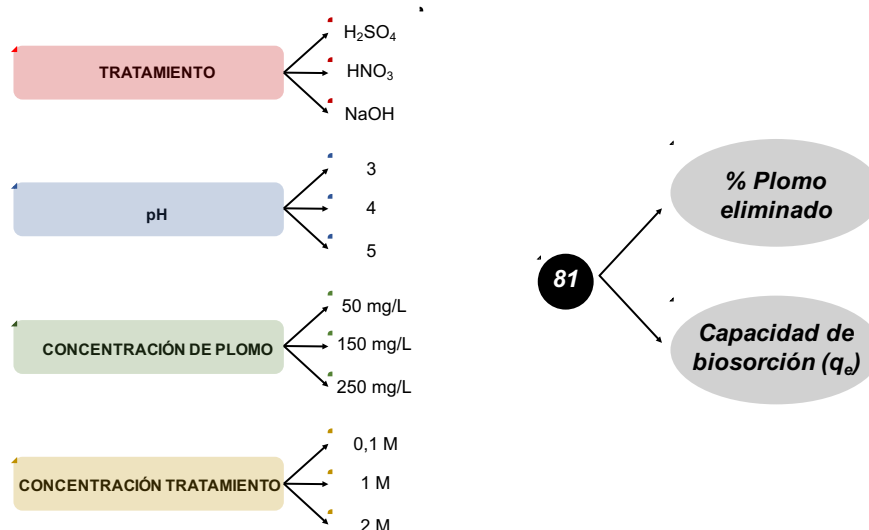 TRATAMIENTO
H₂SO₄
HNO₃
NaOH
pH
3
4
5
CONCENTRACIÓN DE PLOMO
50 mg/L
150 mg/L
250 mg/L
CONCENTRACIÓN TRATAMIENTO
0,1 M
1 M
2 M
81
% Plomo
eliminado
Capacidad de
biosorción (qₑ)